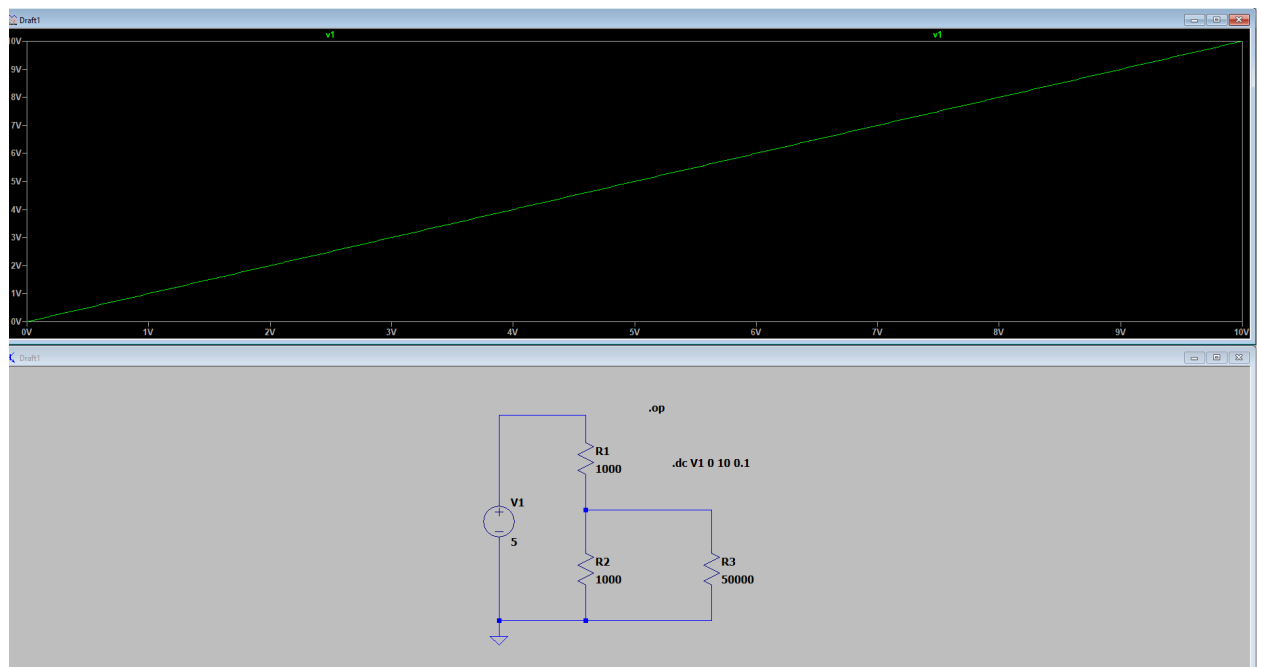 Draft1
v1 v1
10V
9V
8V
7V
6V
5V
4V
3V
2V
1V
0V
0V 1V 2V 3V 4V 5V 6V 7V 8V 9V 10V
Draft1
.op
R1
1000
.dc V1 0 10 0.1
V1
5
R2
1000
R3
50000